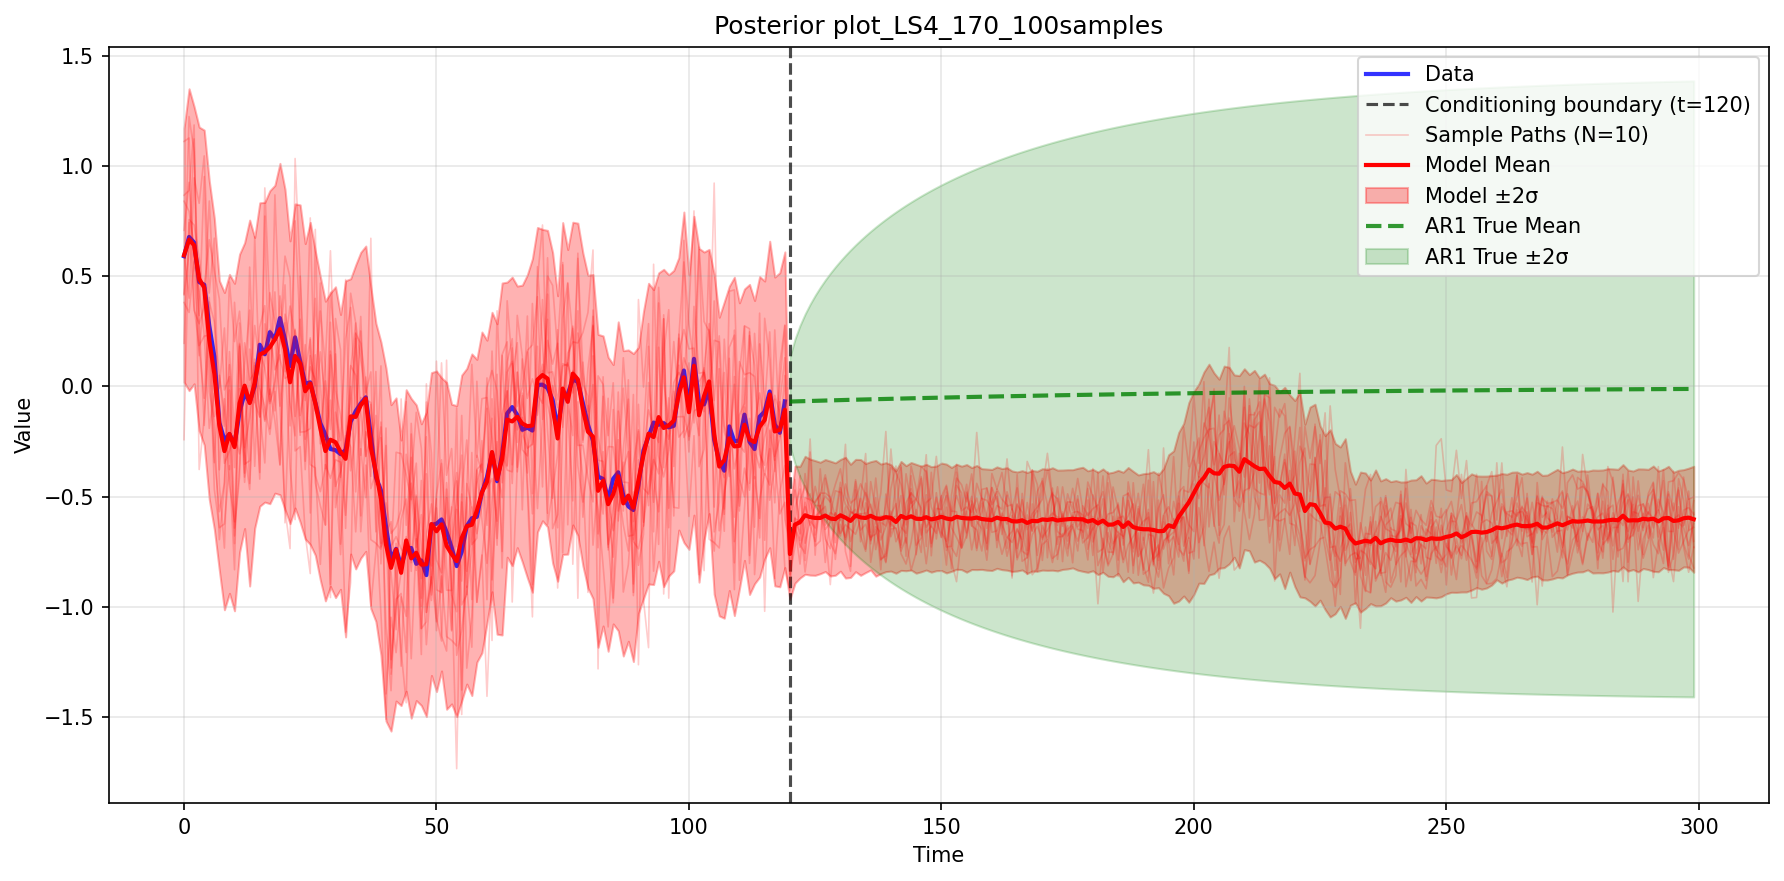 Posterior plot_LS4_170_100samples
Data
Conditioning boundary (t=120)
Sample Paths (N=10)
Model Mean
Model ±2σ
AR1 True Mean
AR1 True ±2σ
Value
1.5
1.0
0.5
0.0
−0.5
−1.0
−1.5
0 50 100 150 200 250 300
Time